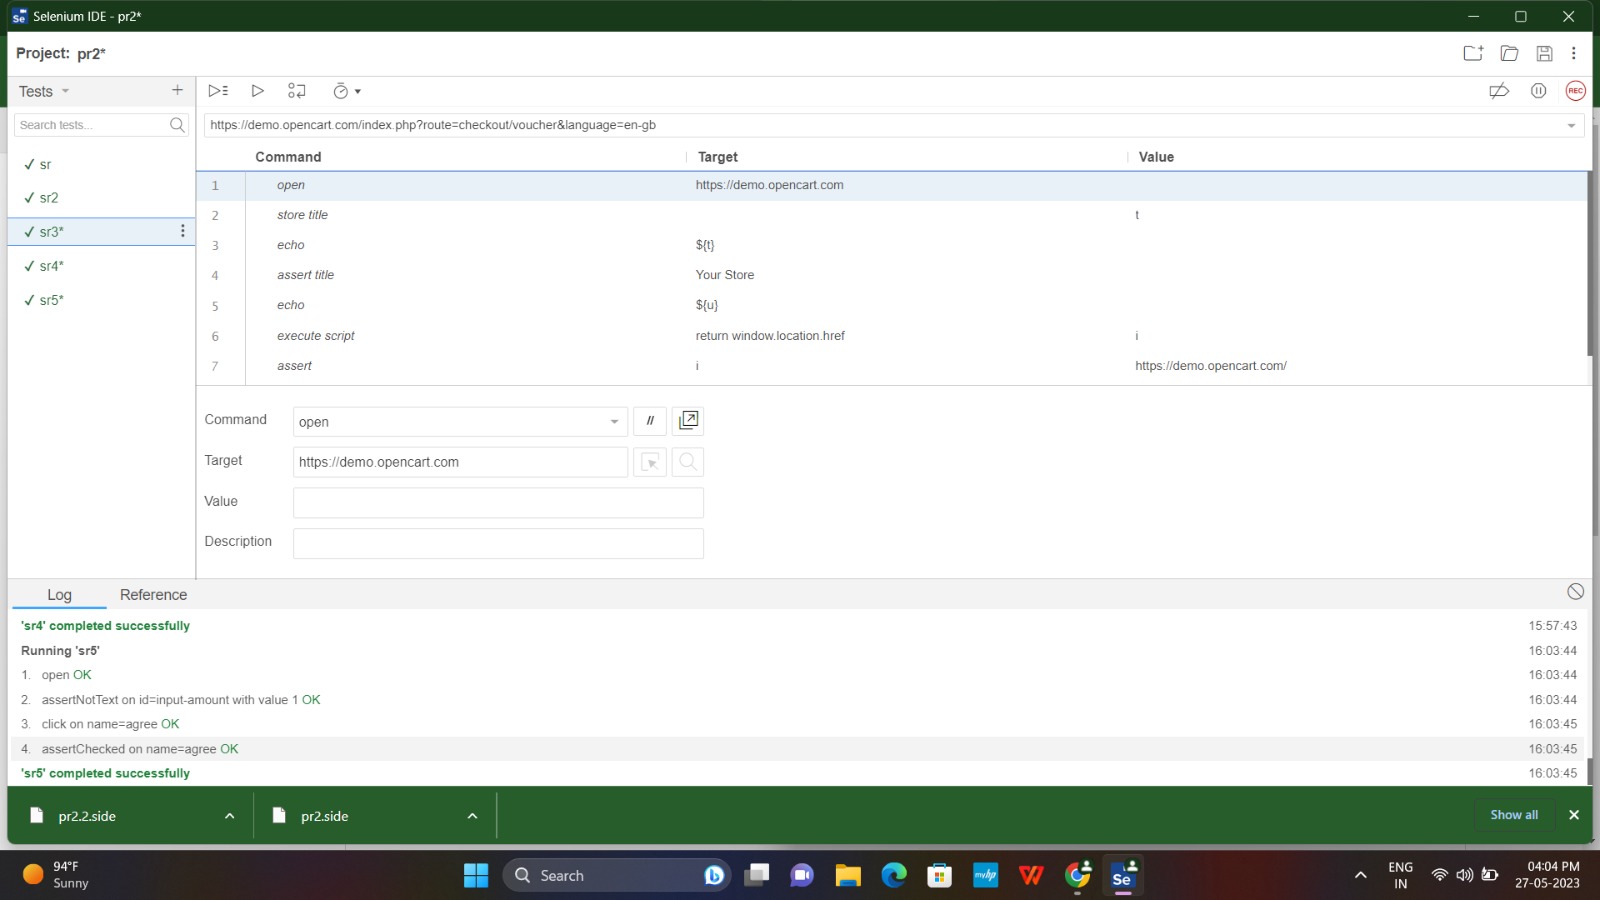 Selenium IDE - pr2*
Project: pr2*
Tests
Search tests...
✓ sr
✓ sr2
✓ sr3*
✓ sr4*
✓ sr5*
REC
https://demo.opencart.com/index.php?route=checkout/voucher&language=en-gb
Command Target Value
1 open https://demo.opencart.com
2 store title t
3 echo ${t}
4 assert title Your Store
5 echo ${u}
6 execute script return window.location.href i
7 assert i https://demo.opencart.com/
Command open //
Target https://demo.opencart.com
Value
Description
Log Reference
'sr4' completed successfully 15:57:43
Running 'sr5' 16:03:44
1. open OK 16:03:44
2. assertNotText on id=input-amount with value 1 OK 16:03:44
3. click on name=agree OK 16:03:45
4. assertChecked on name=agree OK 16:03:45
'sr5' completed successfully 16:03:45
pr2.2.side pr2.side Show all
94°F
Sunny
Search
myhp
Se
ENG
IN
04:04 PM
27-05-2023